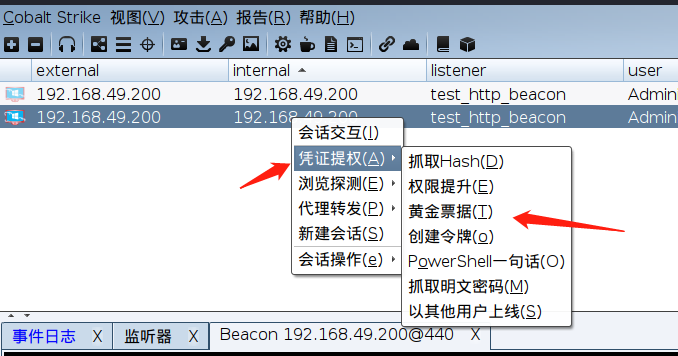 Cobalt Strike 视图(V) 攻击(A) 报告(R) 帮助(H)
external internal listener user
192.168.49.200 192.168.49.200 test_http_beacon Admin
192.168.49.200 192.168.49.200 test_http_beacon Admin
会话交互(I)
凭证提权(A)
浏览探测(E)
代理转发(P)
新建会话(S)
会话操作(e)
抓取Hash(D)
权限提升(E)
黄金票据(T)
创建令牌(o)
PowerShell一句话(O)
抓取明文密码(M)
以其他用户上线(S)
事件日志 X 监听器 X Beacon 192.168.49.200@440 X